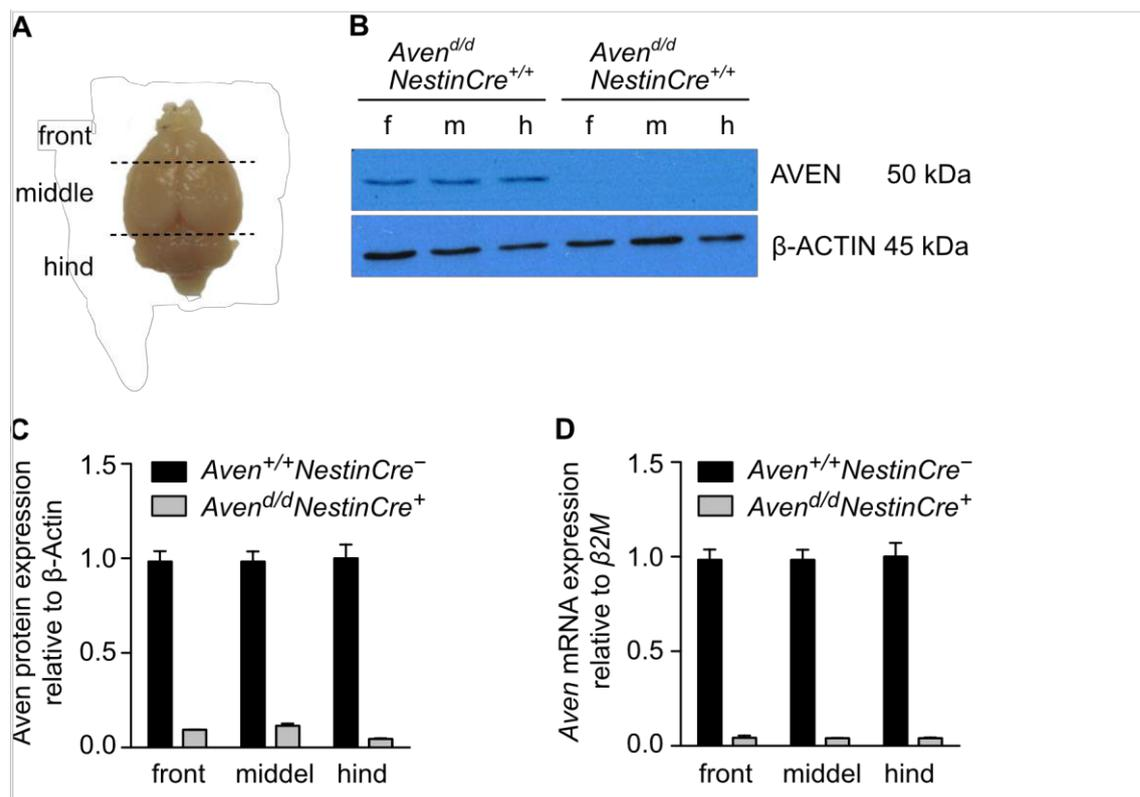 A
front
middle
hind
B
Aven^d/d Aven^d/d
NestinCre^+/+ NestinCre^+/+
f m h f m h
AVEN 50 kDa
β-ACTIN 45 kDa
C
Aven protein expression
relative to β-Actin
1.5
1.0
0.5
0.0
Aven^+/+NestinCre^−
Aven^d/dNestinCre^+
front middel hind
D
Aven mRNA expression
relative to β2M
1.5
1.0
0.5
0.0
Aven^+/+NestinCre^−
Aven^d/dNestinCre^+
front middel hind